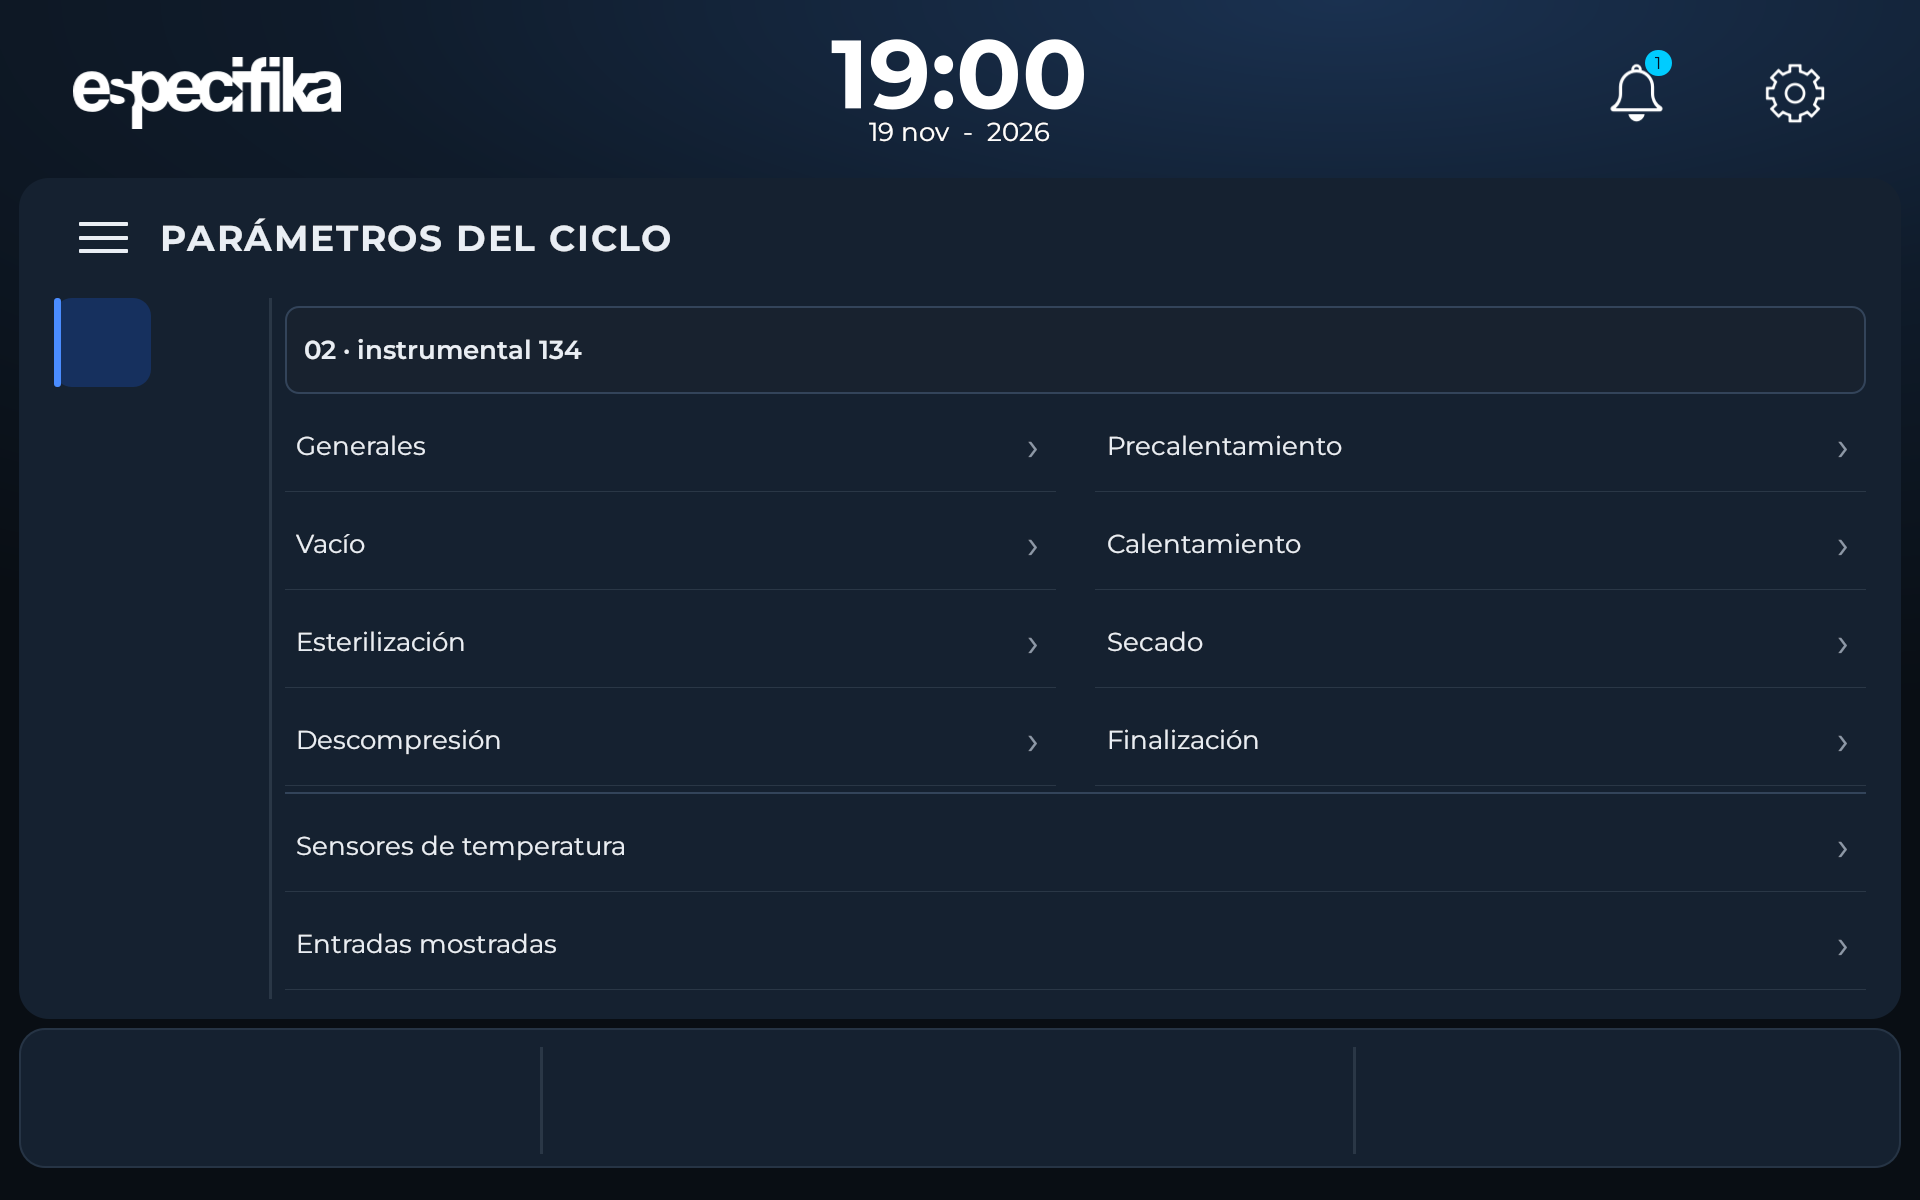 especifika
19:00
19 nov - 2026
1
PARÁMETROS DEL CICLO
02 · instrumental 134
Generales ›
Precalentamiento ›
Vacío ›
Calentamiento ›
Esterilización ›
Secado ›
Descompresión ›
Finalización ›
Sensores de temperatura ›
Entradas mostradas ›